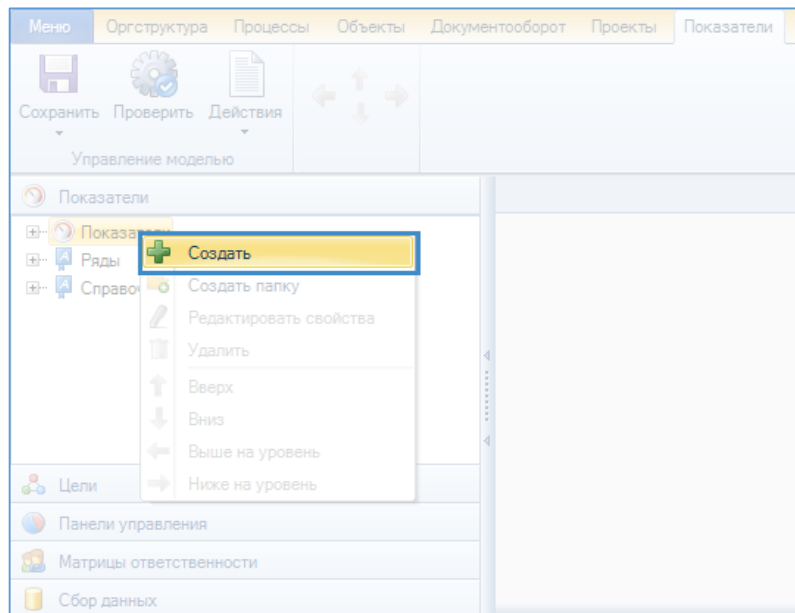 Меню Оргструктура Процессы Объекты Документооборот Проекты Показатели
Сохранить Проверить Действия
Управление моделью
Показатели
Показатели
Создать
Ряды
Создать папку
Редактировать свойства
Удалить
Вверх
Вниз
Выше на уровень
Ниже на уровень
Цели
Панели управления
Матрицы ответственности
Сбор данных